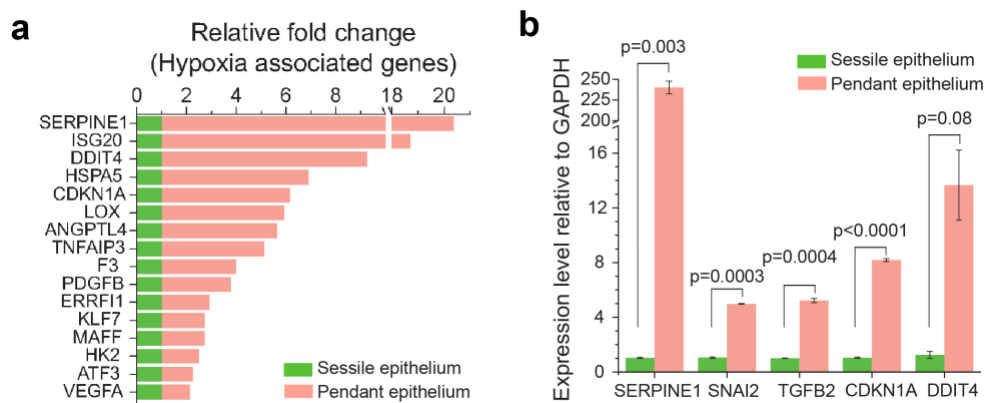 a
Relative fold change
(Hypoxia associated genes)
0 2 4 6 8 18 20
SERPINE1
ISG20
DDIT4
HSPA5
CDKN1A
LOX
ANGPTL4
TNFAIP3
F3
PDGFB
ERRFI1
KLF7
MAFF
HK2
ATF3
VEGFA
Sessile epithelium
Pendant epithelium
b
Expression level relative to GAPDH
250
225
200
16
12
8
4
0
p=0.003
p=0.0003
p=0.0004
p<0.0001
p=0.08
Sessile epithelium
Pendant epithelium
SERPINE1 SNAI2 TGFB2 CDKN1A DDIT4